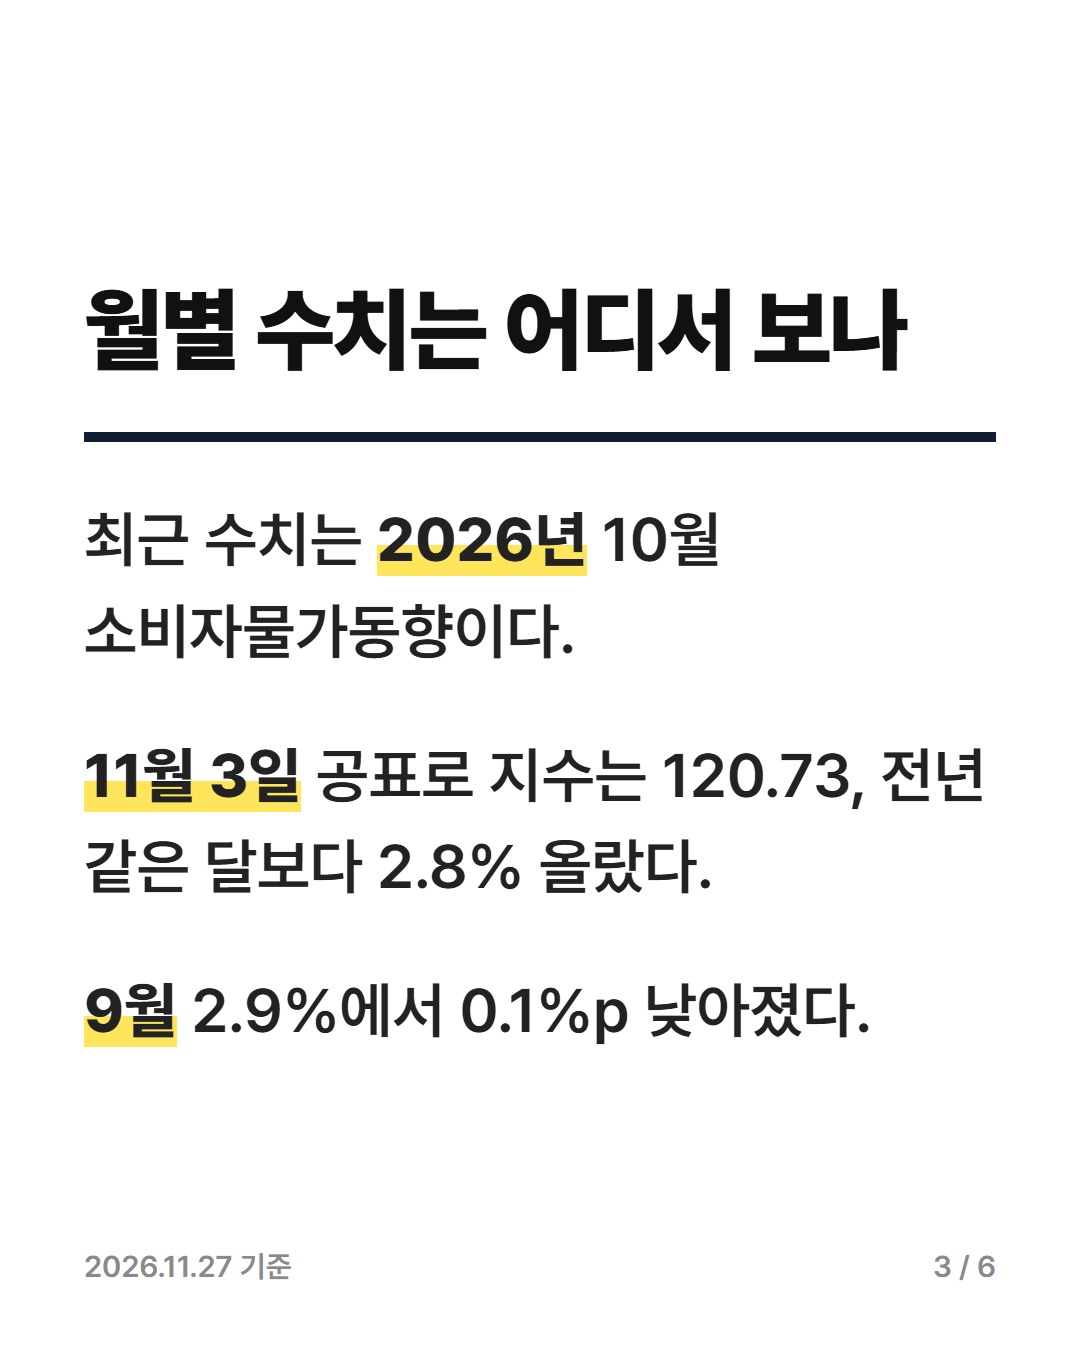 월별 수치는 어디서 보나
최근 수치는 2026년 10월
소비자물가동향이다.
11월 3일 공표로 지수는 120.73, 전년
같은 달보다 2.8% 올랐다.
9월 2.9%에서 0.1%p 낮아졌다.
2026.11.27 기준
3 / 6